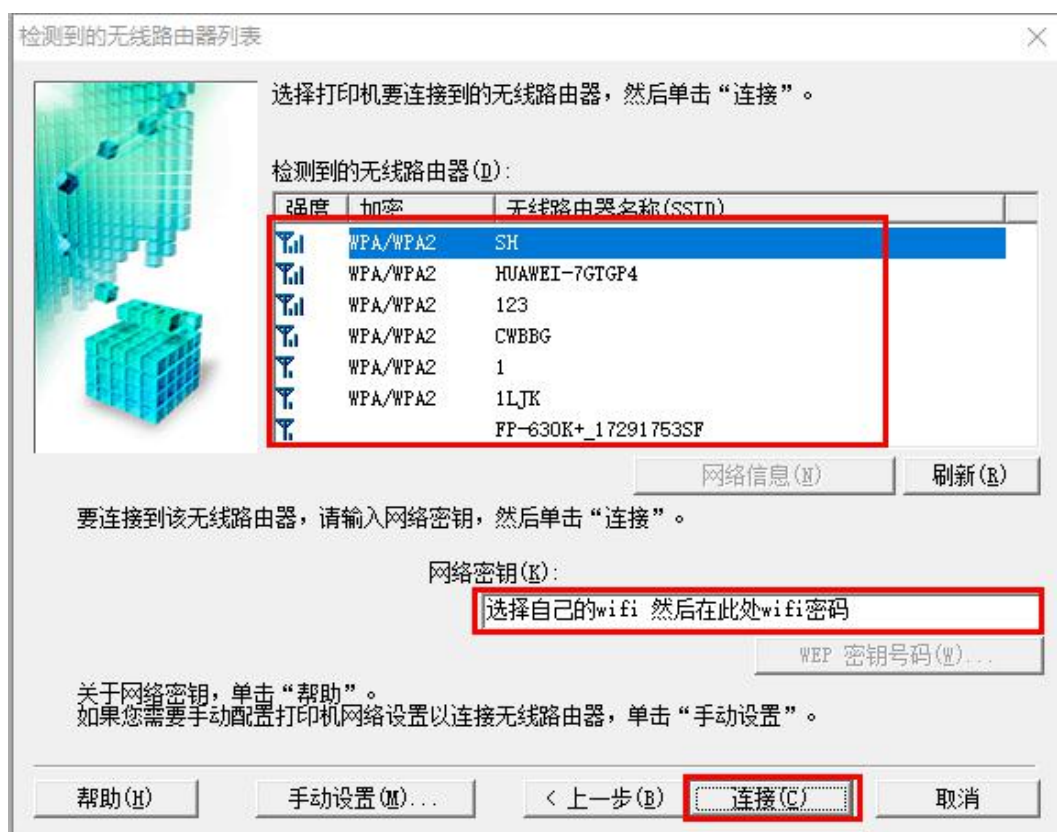 检测到的无线路由器列表
选择打印机要连接到的无线路由器，然后单击“连接”。
检测到的无线路由器(D):
强度 加密 无线路由器名称(SSID)
WPA/WPA2 SH
WPA/WPA2 HUAWEI-7GTGP4
WPA/WPA2 123
WPA/WPA2 CWBBG
WPA/WPA2 1
WPA/WPA2 1LJK
FP-630K+_17291753SF
网络信息(N) 刷新(R)
要连接到该无线路由器，请输入网络密钥，然后单击“连接”。
网络密钥(K):
选择自己的wifi 然后在此处wifi密码
WEP 密钥号码(W)...
关于网络密钥，单击“帮助”。
如果您需要手动配置打印机网络设置以连接无线路由器，单击“手动设置”。
帮助(H) 手动设置(M)... < 上一步(B) 连接(C) 取消